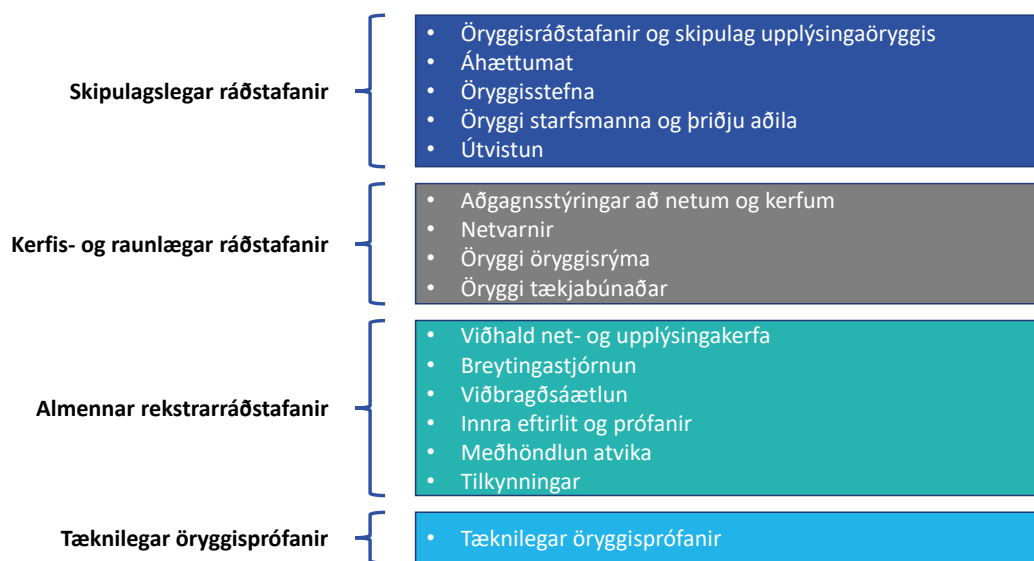 Skipulagslegar ráðstafanir
• Öryggisráðstafanir og skipulag upplýsingaöryggis
• Áhættumat
• Öryggisstefna
• Öryggi starfsmanna og þriðju aðila
• Útvistun
Kerfis- og raunlægar ráðstafanir
• Aðgagnsstýringar að netum og kerfum
• Netvarnir
• Öryggi öryggisrýma
• Öryggi tækjabúnaðar
Almennar rekstrarráðstafanir
• Viðhald net- og upplýsingakerfa
• Breytingastjórnun
• Viðbragðsáætlun
• Innra eftirlit og prófanir
• Meðhöndlun atvika
• Tilkynningar
Tæknilegar öryggisprófanir
• Tæknilegar öryggisprófanir